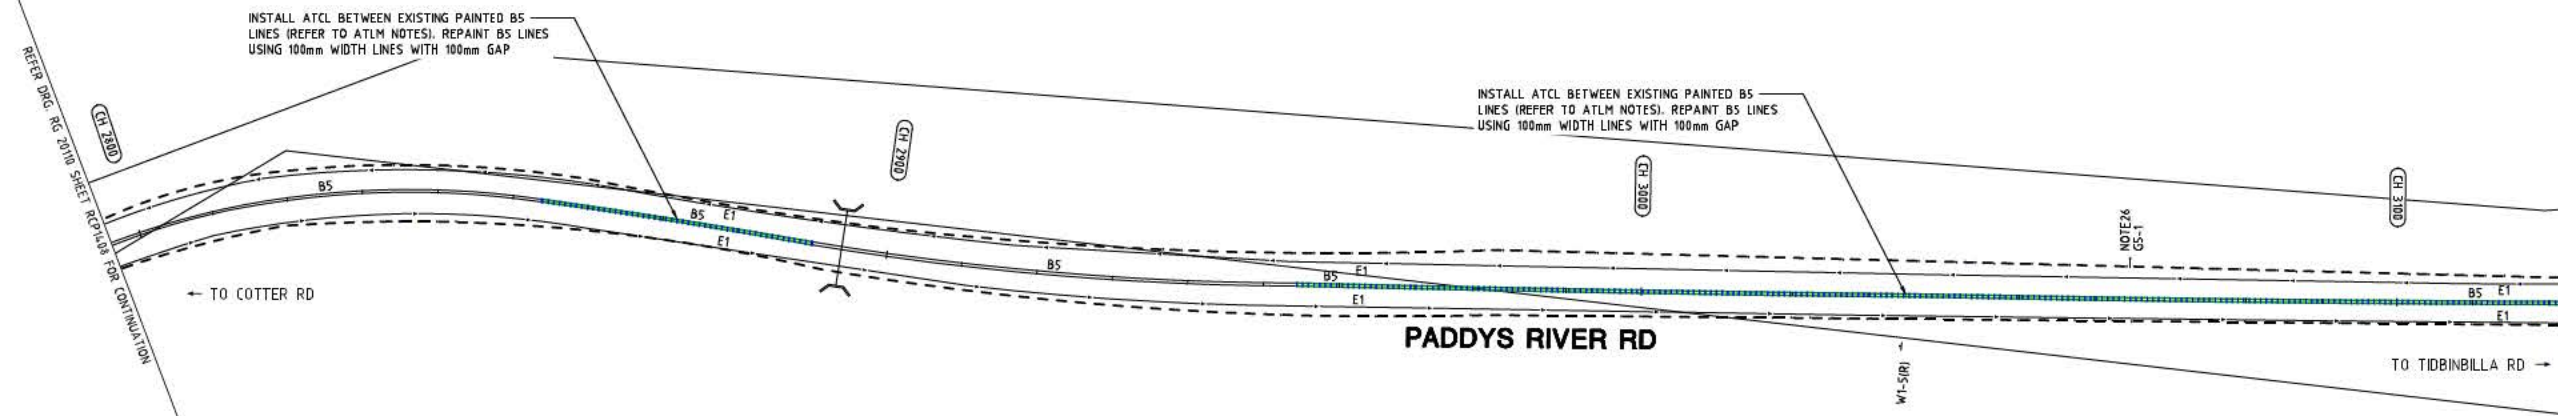 INSTALL ATCL BETWEEN EXISTING PAINTED B5
LINES (REFER TO ATLM NOTES). REPAINT B5 LINES
USING 100mm WIDTH LINES WITH 100mm GAP
INSTALL ATCL BETWEEN EXISTING PAINTED B5
LINES (REFER TO ATLM NOTES). REPAINT B5 LINES
USING 100mm WIDTH LINES WITH 100mm GAP
REFER DRG. RG 20110 SHEET RCP1408 FOR CONTINUATION
CH 2800
CH 2900
CH 3000
CH 3100
B5
B5 E1
E1
B5
B5 E1
E1
NOTE26
GS-1
B5 E1
E1
← TO COTTER RD
PADDYS RIVER RD
W1-5(R)
TO TIDBINBILLA RD →